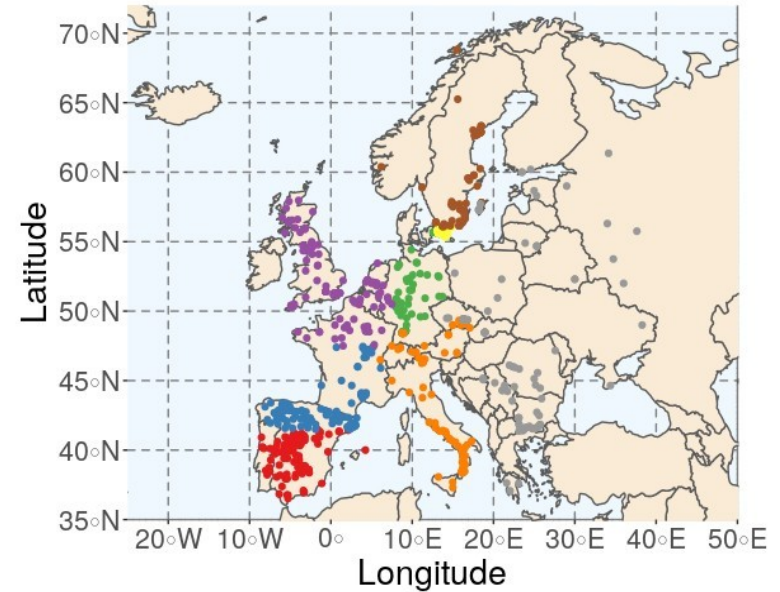 70◦N
65◦N
60◦N
55◦N
50◦N
45◦N
40◦N
35◦N
Latitude
20◦W 10◦W 0◦ 10◦E 20◦E 30◦E 40◦E 50◦E
Longitude